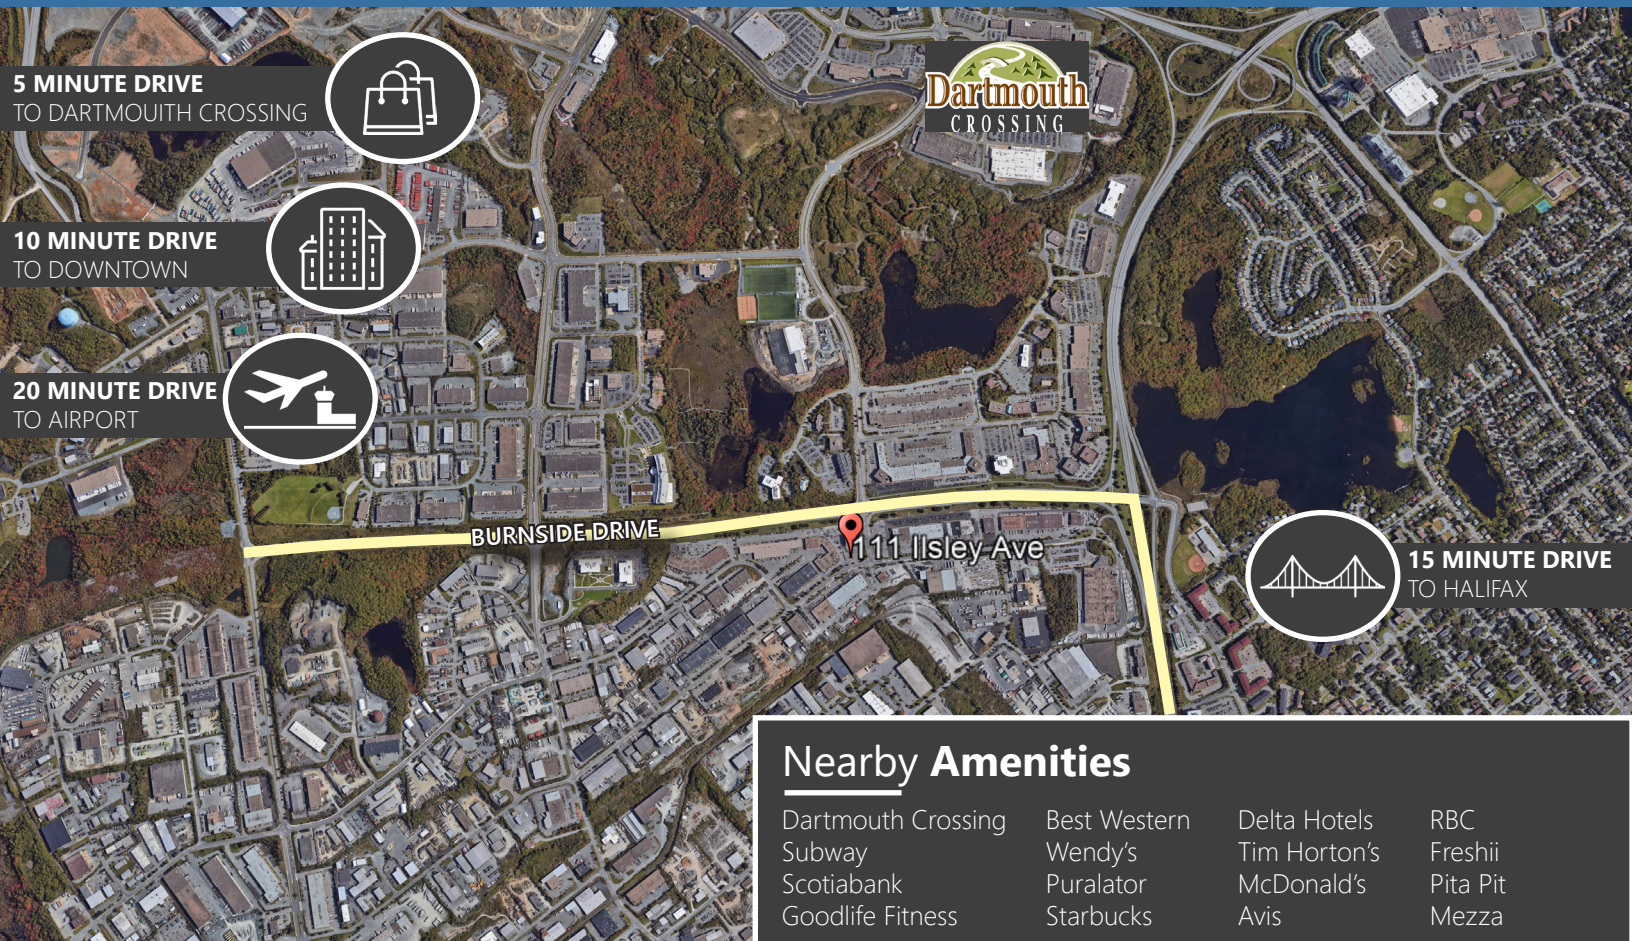 5 MINUTE DRIVE
TO DARTMOUITH CROSSING
Dartmouth
CROSSING
10 MINUTE DRIVE
TO DOWNTOWN
20 MINUTE DRIVE
TO AIRPORT
BURNSIDE DRIVE
111 Ilsley Ave
15 MINUTE DRIVE
TO HALIFAX
Nearby Amenities
Dartmouth Crossing
Subway
Scotiabank
Goodlife Fitness
Best Western
Wendy's
Puralator
Starbucks
Delta Hotels
Tim Horton's
McDonald's
Avis
RBC
Freshii
Pita Pit
Mezza